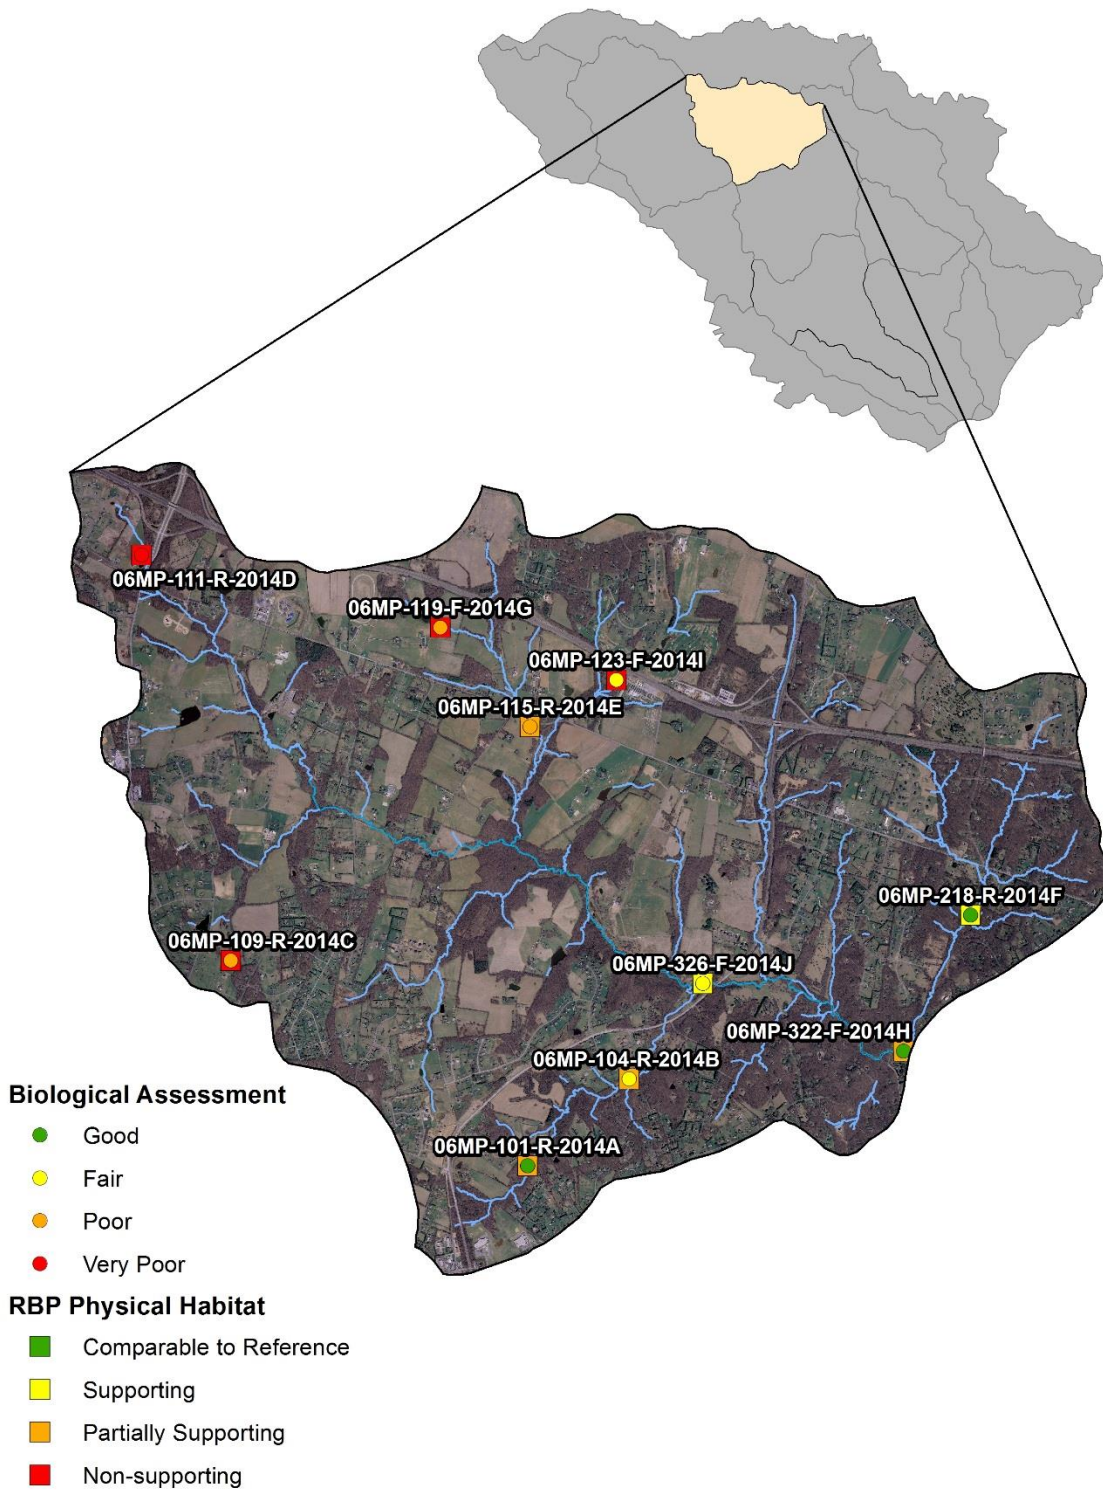 06MP-111-R-2014D
06MP-119-F-2014G
06MP-123-F-2014I
06MP-115-R-2014E
06MP-218-R-2014F
06MP-109-R-2014C
06MP-326-F-2014J
06MP-322-F-2014H
06MP-104-R-2014B
06MP-101-R-2014A
Biological Assessment
Good
Fair
Poor
Very Poor
RBP Physical Habitat
Comparable to Reference
Supporting
Partially Supporting
Non-supporting